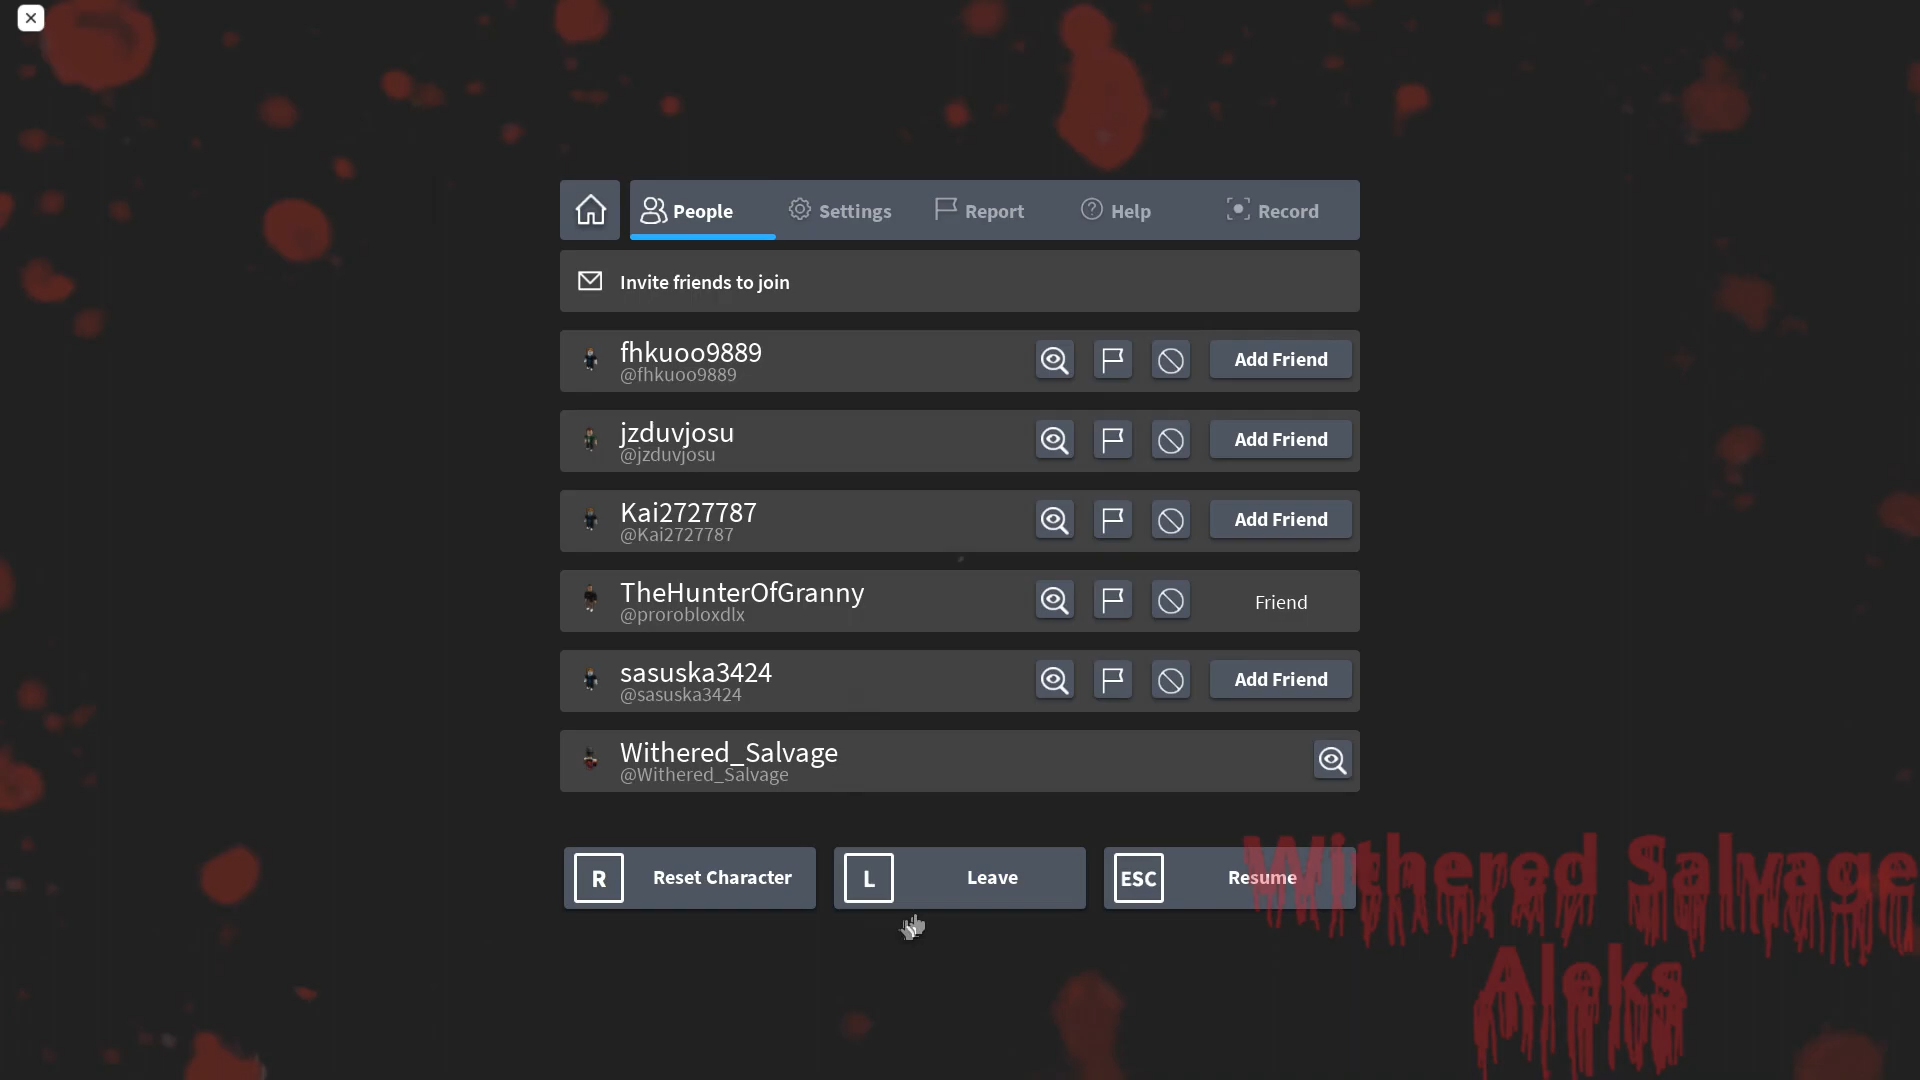 People Settings Report Help Record
Invite friends to join
fhkuoo9889
@fhkuoo9889
Add Friend
jzduvjosu
@jzduvjosu
Add Friend
Kai2727787
@Kai2727787
Add Friend
TheHunterOfGranny
@prorobloxdlx
Friend
sasuska3424
@sasuska3424
Add Friend
Withered_Salvage
@Withered_Salvage
R Reset Character L Leave ESC Resume
Withered Salvage
Aleks